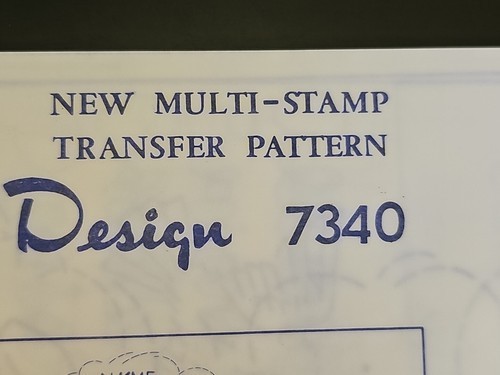 NEW MULTI-STAMP
TRANSFER PATTERN
Design 7340